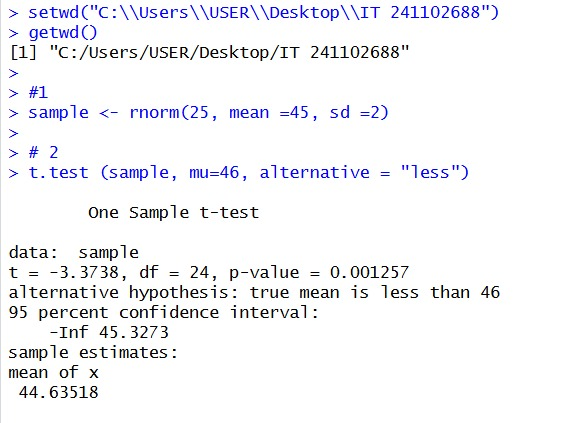 > setwd("C:\\Users\\USER\\Desktop\\IT 241102688")
> getwd()
[1] "C:/Users/USER/Desktop/IT 241102688"
>
> #1
> sample <- rnorm(25, mean =45, sd =2)
>
> # 2
> t.test (sample, mu=46, alternative = "less")

        One Sample t-test

data:  sample
t = -3.3738, df = 24, p-value = 0.001257
alternative hypothesis: true mean is less than 46
95 percent confidence interval:
    -Inf 45.3273
sample estimates:
mean of x
 44.63518